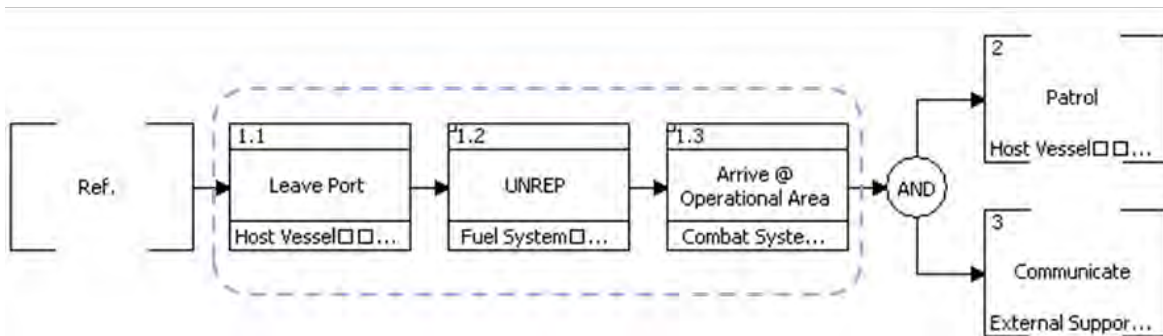 Ref.
1.1
Leave Port
Host Vessel□□...
1.2
UNREP
Fuel System□...
1.3
Arrive @
Operational Area
Combat Syste...
AND
2
Patrol
Host Vessel□□...
3
Communicate
External Suppor...